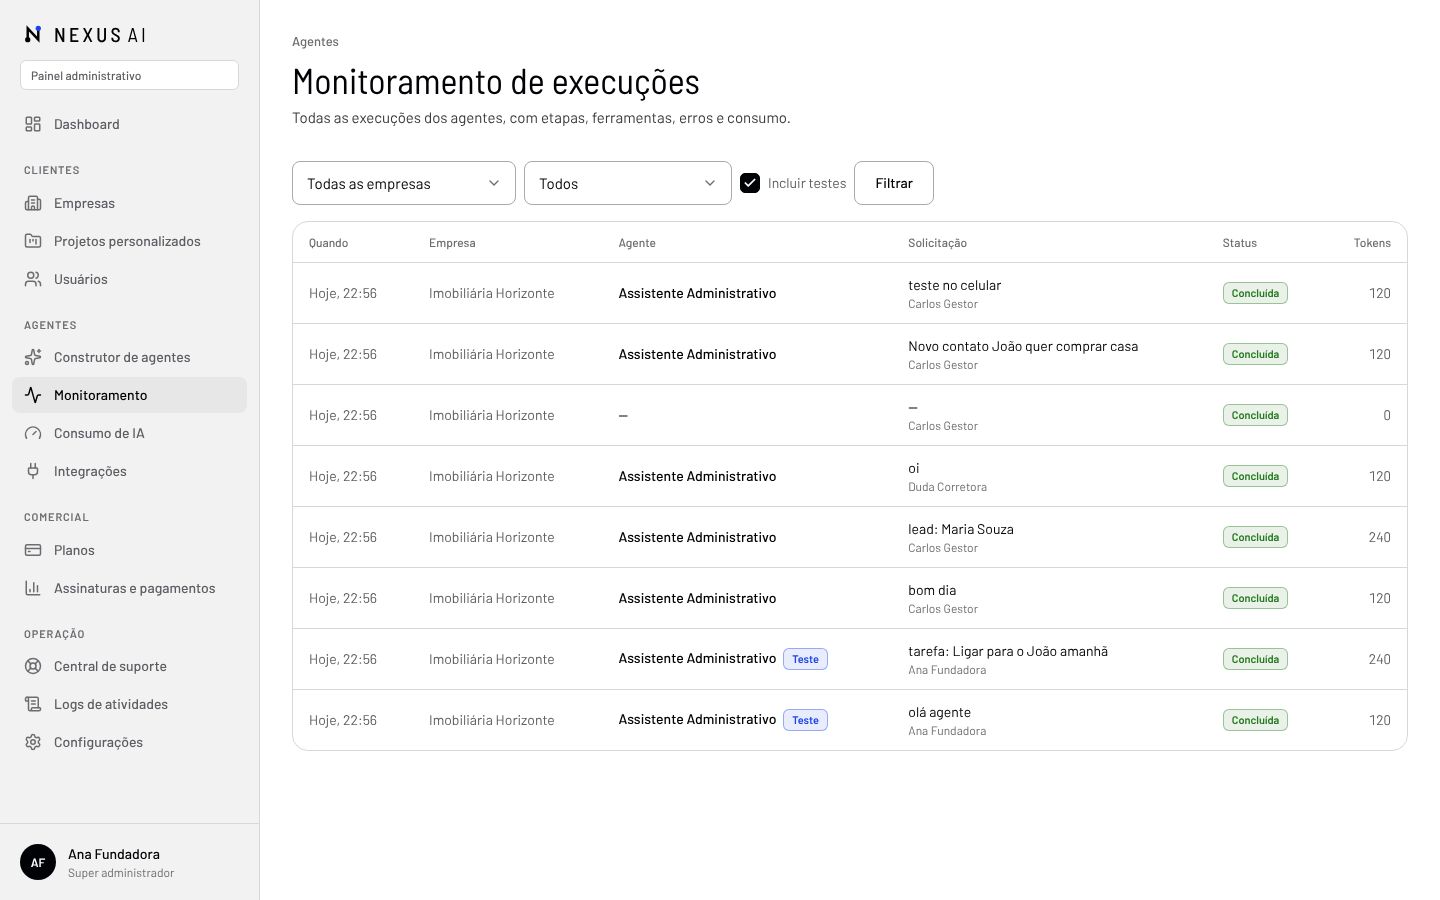 NEXUS AI
Painel administrativo
Dashboard
CLIENTES
Empresas
Projetos personalizados
Usuários
AGENTES
Construtor de agentes
Monitoramento
Consumo de IA
Integrações
COMERCIAL
Planos
Assinaturas e pagamentos
OPERAÇÃO
Central de suporte
Logs de atividades
Configurações
AF
Ana Fundadora
Super administrador
Agentes
Monitoramento de execuções
Todas as execuções dos agentes, com etapas, ferramentas, erros e consumo.
Todas as empresas Todos Incluir testes Filtrar
Quando Empresa Agente Solicitação Status Tokens
Hoje, 22:56 Imobiliária Horizonte Assistente Administrativo teste no celular Concluída 120
Carlos Gestor
Hoje, 22:56 Imobiliária Horizonte Assistente Administrativo Novo contato João quer comprar casa Concluída 120
Carlos Gestor
Hoje, 22:56 Imobiliária Horizonte — — Concluída 0
Carlos Gestor
Hoje, 22:56 Imobiliária Horizonte Assistente Administrativo oi Concluída 120
Duda Corretora
Hoje, 22:56 Imobiliária Horizonte Assistente Administrativo lead: Maria Souza Concluída 240
Carlos Gestor
Hoje, 22:56 Imobiliária Horizonte Assistente Administrativo bom dia Concluída 120
Carlos Gestor
Hoje, 22:56 Imobiliária Horizonte Assistente Administrativo Teste tarefa: Ligar para o João amanhã Concluída 240
Ana Fundadora
Hoje, 22:56 Imobiliária Horizonte Assistente Administrativo Teste olá agente Concluída 120
Ana Fundadora